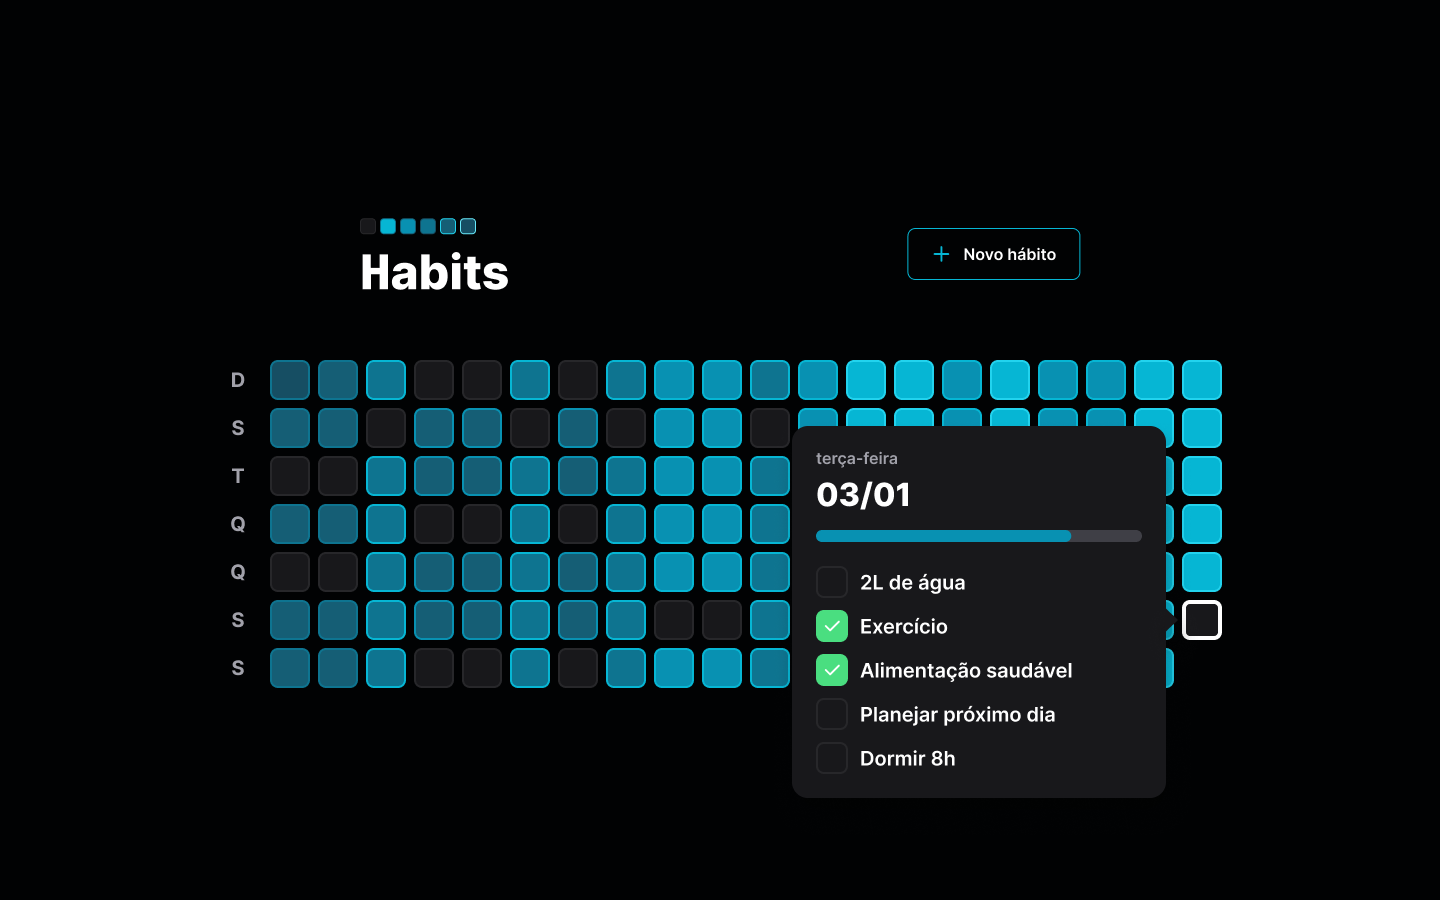 Habits
Novo hábito
D
S
T
Q
Q
S
S
terça-feira
03/01
2L de água
Exercício
Alimentação saudável
Planejar próximo dia
Dormir 8h